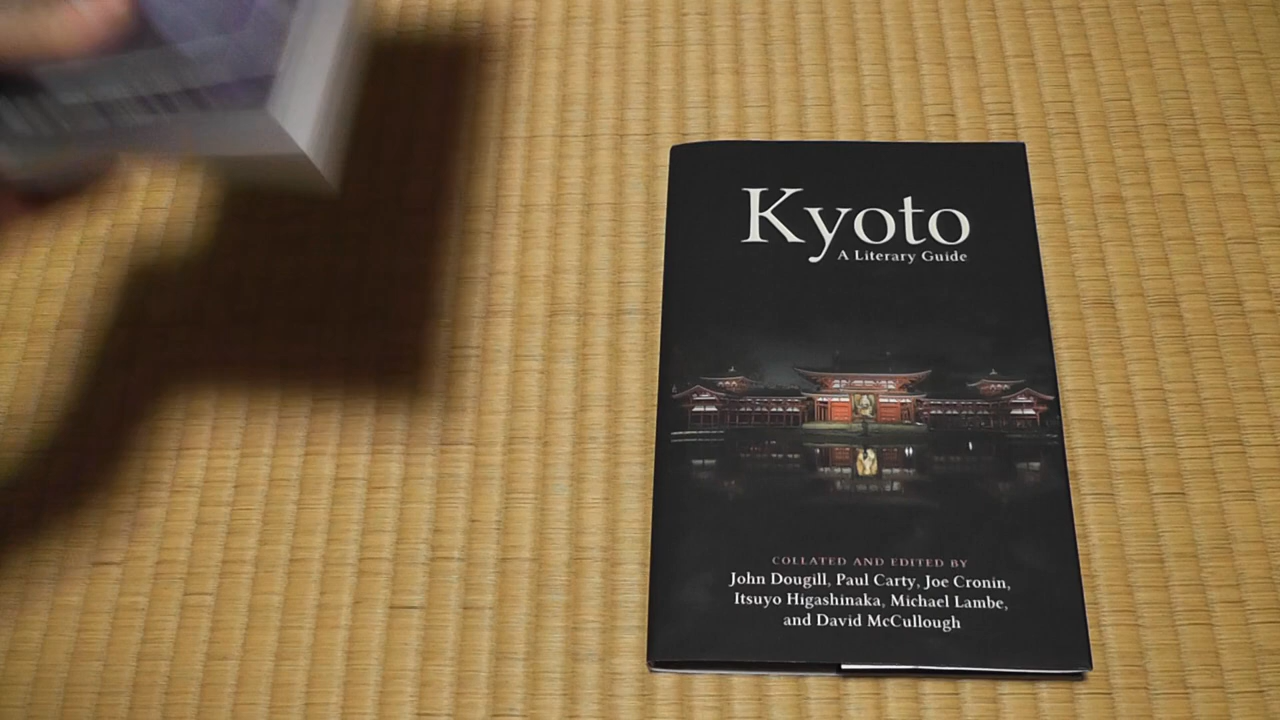 Kyoto
A Literary Guide
COLLATED AND EDITED BY
John Dougill, Paul Carty, Joe Cronin,
Itsuyo Higashinaka, Michael Lambe,
and David McCullough